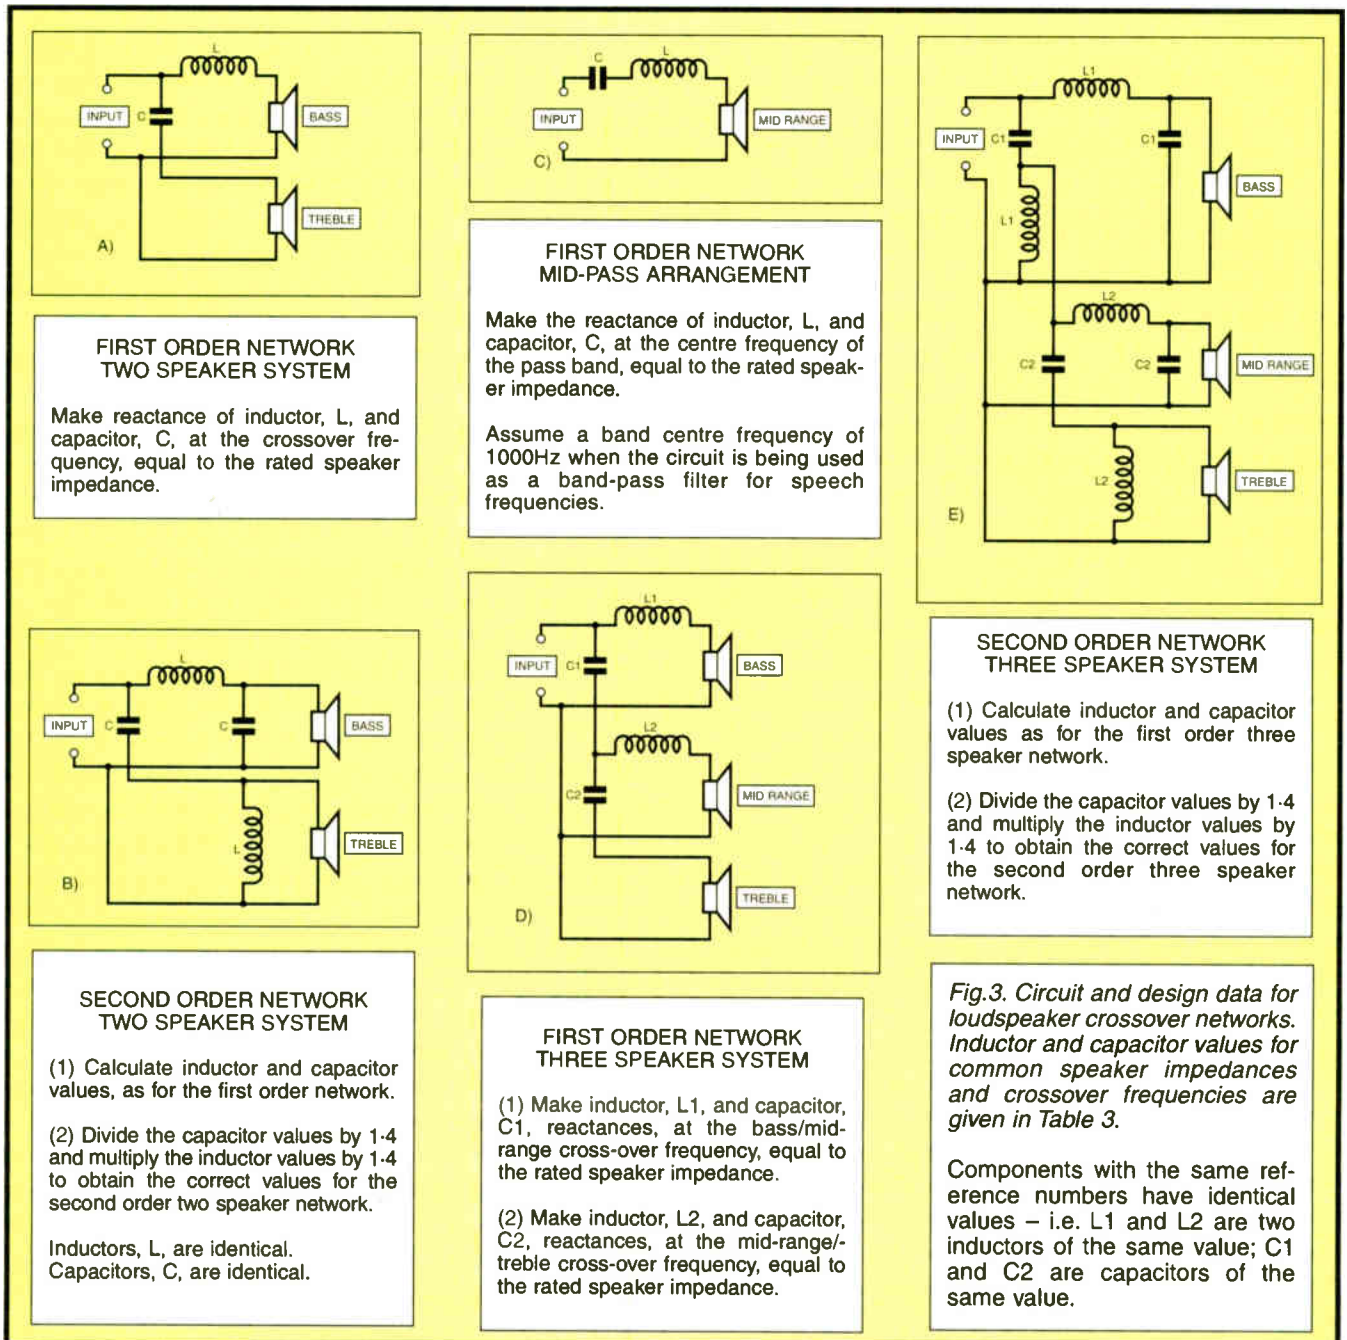 L
INPUT
C
BASS
TREBLE
A)
FIRST ORDER NETWORK
TWO SPEAKER SYSTEM
Make reactance of inductor, L, and
capacitor, C, at the crossover fre-
quency, equal to the rated speaker
impedance.
L
INPUT
C
C
BASS
L
TREBLE
B)
SECOND ORDER NETWORK
TWO SPEAKER SYSTEM
(1) Calculate inductor and capacitor
values, as for the first order network.
(2) Divide the capacitor values by 1·4
and multiply the inductor values by 1·4
to obtain the correct values for the
second order two speaker network.
Inductors, L, are identical.
Capacitors, C, are identical.
C
L
INPUT
MID RANGE
C)
FIRST ORDER NETWORK
MID-PASS ARRANGEMENT
Make the reactance of inductor, L, and
capacitor, C, at the centre frequency of
the pass band, equal to the rated speak-
er impedance.
Assume a band centre frequency of
1000Hz when the circuit is being used
as a band-pass filter for speech
frequencies.
L1
INPUT
C1
BASS
L2
C2
MID RANGE
TREBLE
D)
FIRST ORDER NETWORK
THREE SPEAKER SYSTEM
(1) Make inductor, L1, and capacitor,
C1, reactances, at the bass/mid-
range cross-over frequency, equal to
the rated speaker impedance.
(2) Make inductor, L2, and capacitor,
C2, reactances, at the mid-range/-
treble cross-over frequency, equal to
the rated speaker impedance.
L1
INPUT
C1
C1
BASS
L1
L2
C2
C2
MID RANGE
L2
TREBLE
E)
SECOND ORDER NETWORK
THREE SPEAKER SYSTEM
(1) Calculate inductor and capacitor
values as for the first order three
speaker network.
(2) Divide the capacitor values by 1·4
and multiply the inductor values by
1·4 to obtain the correct values for
the second order three speaker
network.
Fig.3. Circuit and design data for
loudspeaker crossover networks.
Inductor and capacitor values for
common speaker impedances
and crossover frequencies are
given in Table 3.
Components with the same ref-
erence numbers have identical
values – i.e. L1 and L2 are two
inductors of the same value; C1
and C2 are capacitors of the
same value.